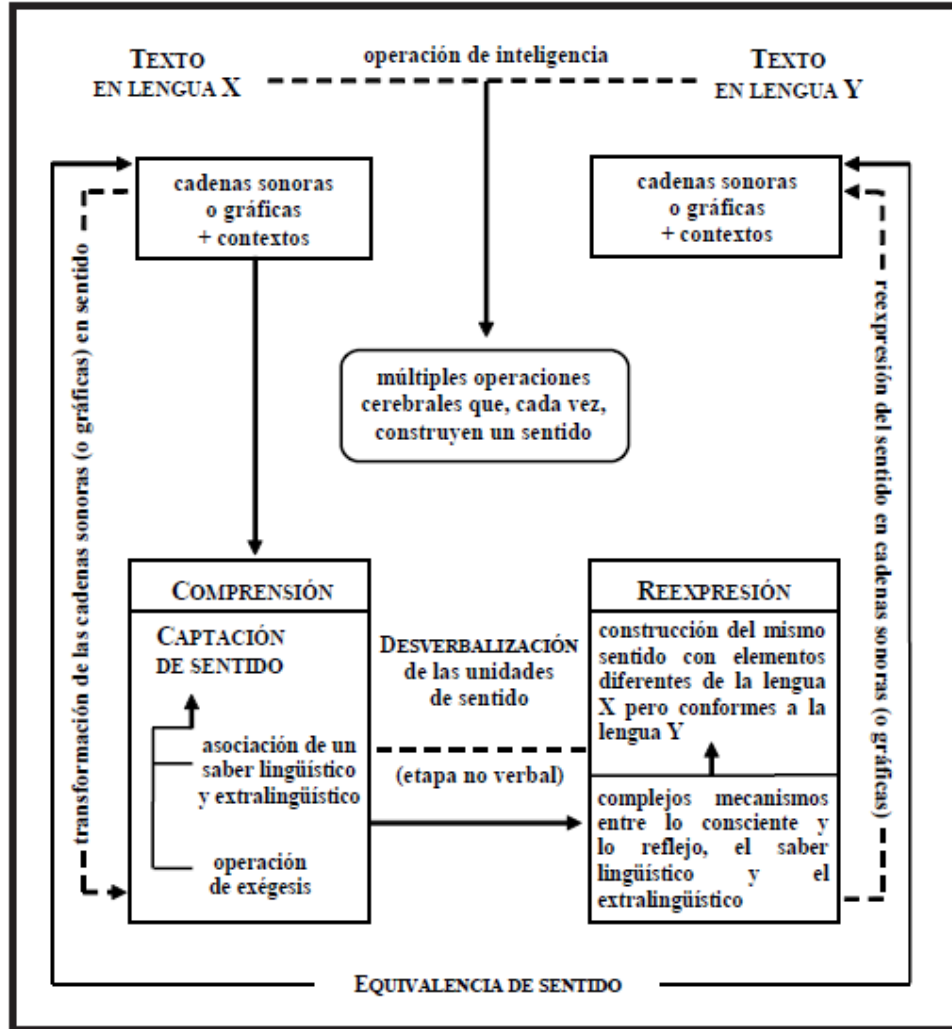 TEXTO
EN LENGUA X
operación de inteligencia
TEXTO
EN LENGUA Y
cadenas sonoras
o gráficas
+ contextos
cadenas sonoras
o gráficas
+ contextos
transformación de las cadenas sonoras (o gráficas) en sentido
reexpresión del sentido en cadenas sonoras (o gráficas)
múltiples operaciones
cerebrales que, cada vez,
construyen un sentido
COMPRENSIÓN
CAPTACIÓN
DE SENTIDO
asociación de un
saber lingüístico
y extralingüístico
operación
de exégesis
DESVERBALIZACIÓN
de las unidades
de sentido
(etapa no verbal)
REEXPRESIÓN
construcción del mismo
sentido con elementos
diferentes de la lengua
X pero conformes a la
lengua Y
complejos mecanismos
entre lo consciente y
lo reflejo, el saber
lingüístico y el
extralingüístico
EQUIVALENCIA DE SENTIDO